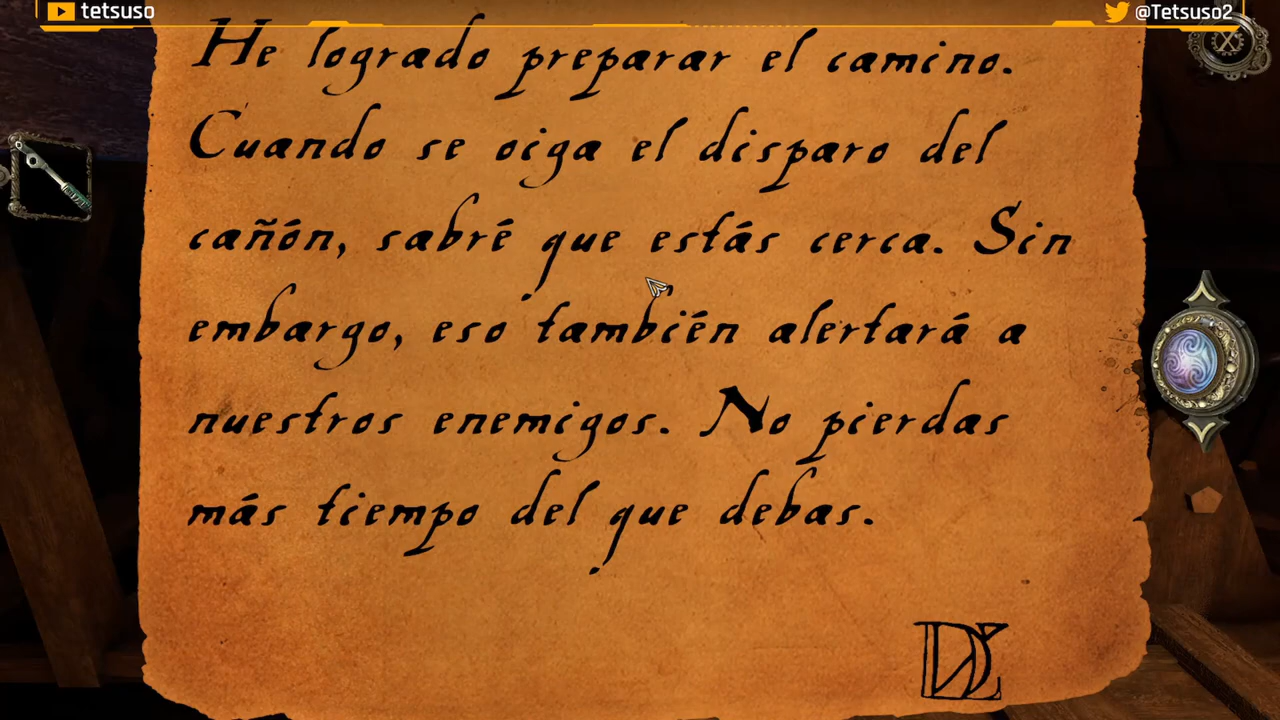 tetsuso
@Tetsuso2
He logrado preparar el camino.
Cuando se oiga el disparo del
cañón, sabré que estás cerca. Sin
embargo, eso también alertará a
nuestros enemigos. No pierdas
más tiempo del que debas.